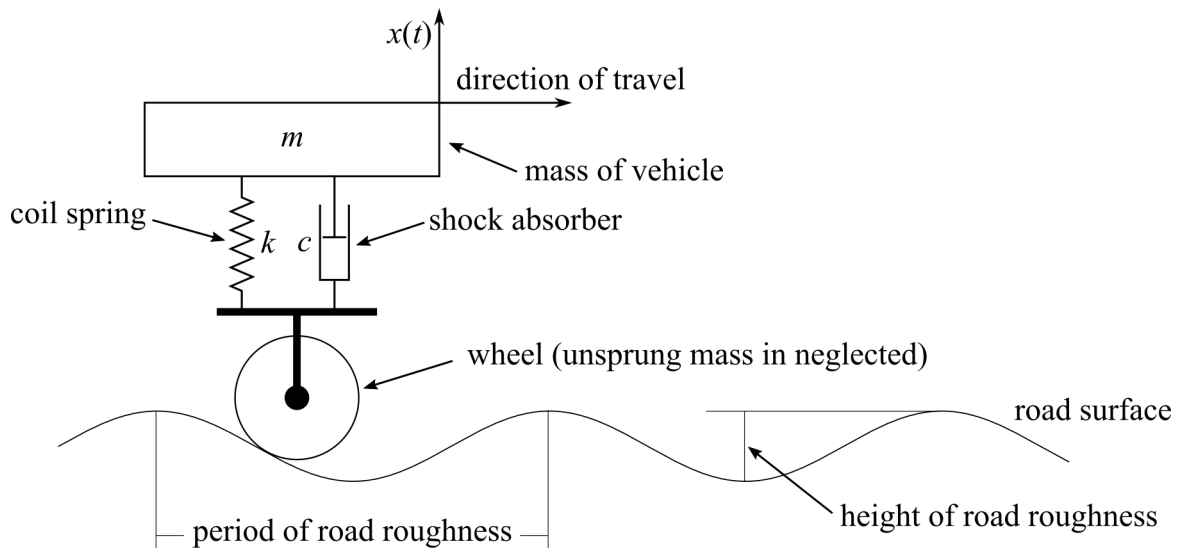 x(t)
direction of travel
m
mass of vehicle
coil spring
shock absorber
k
c
wheel (unsprung mass in neglected)
road surface
height of road roughness
period of road roughness